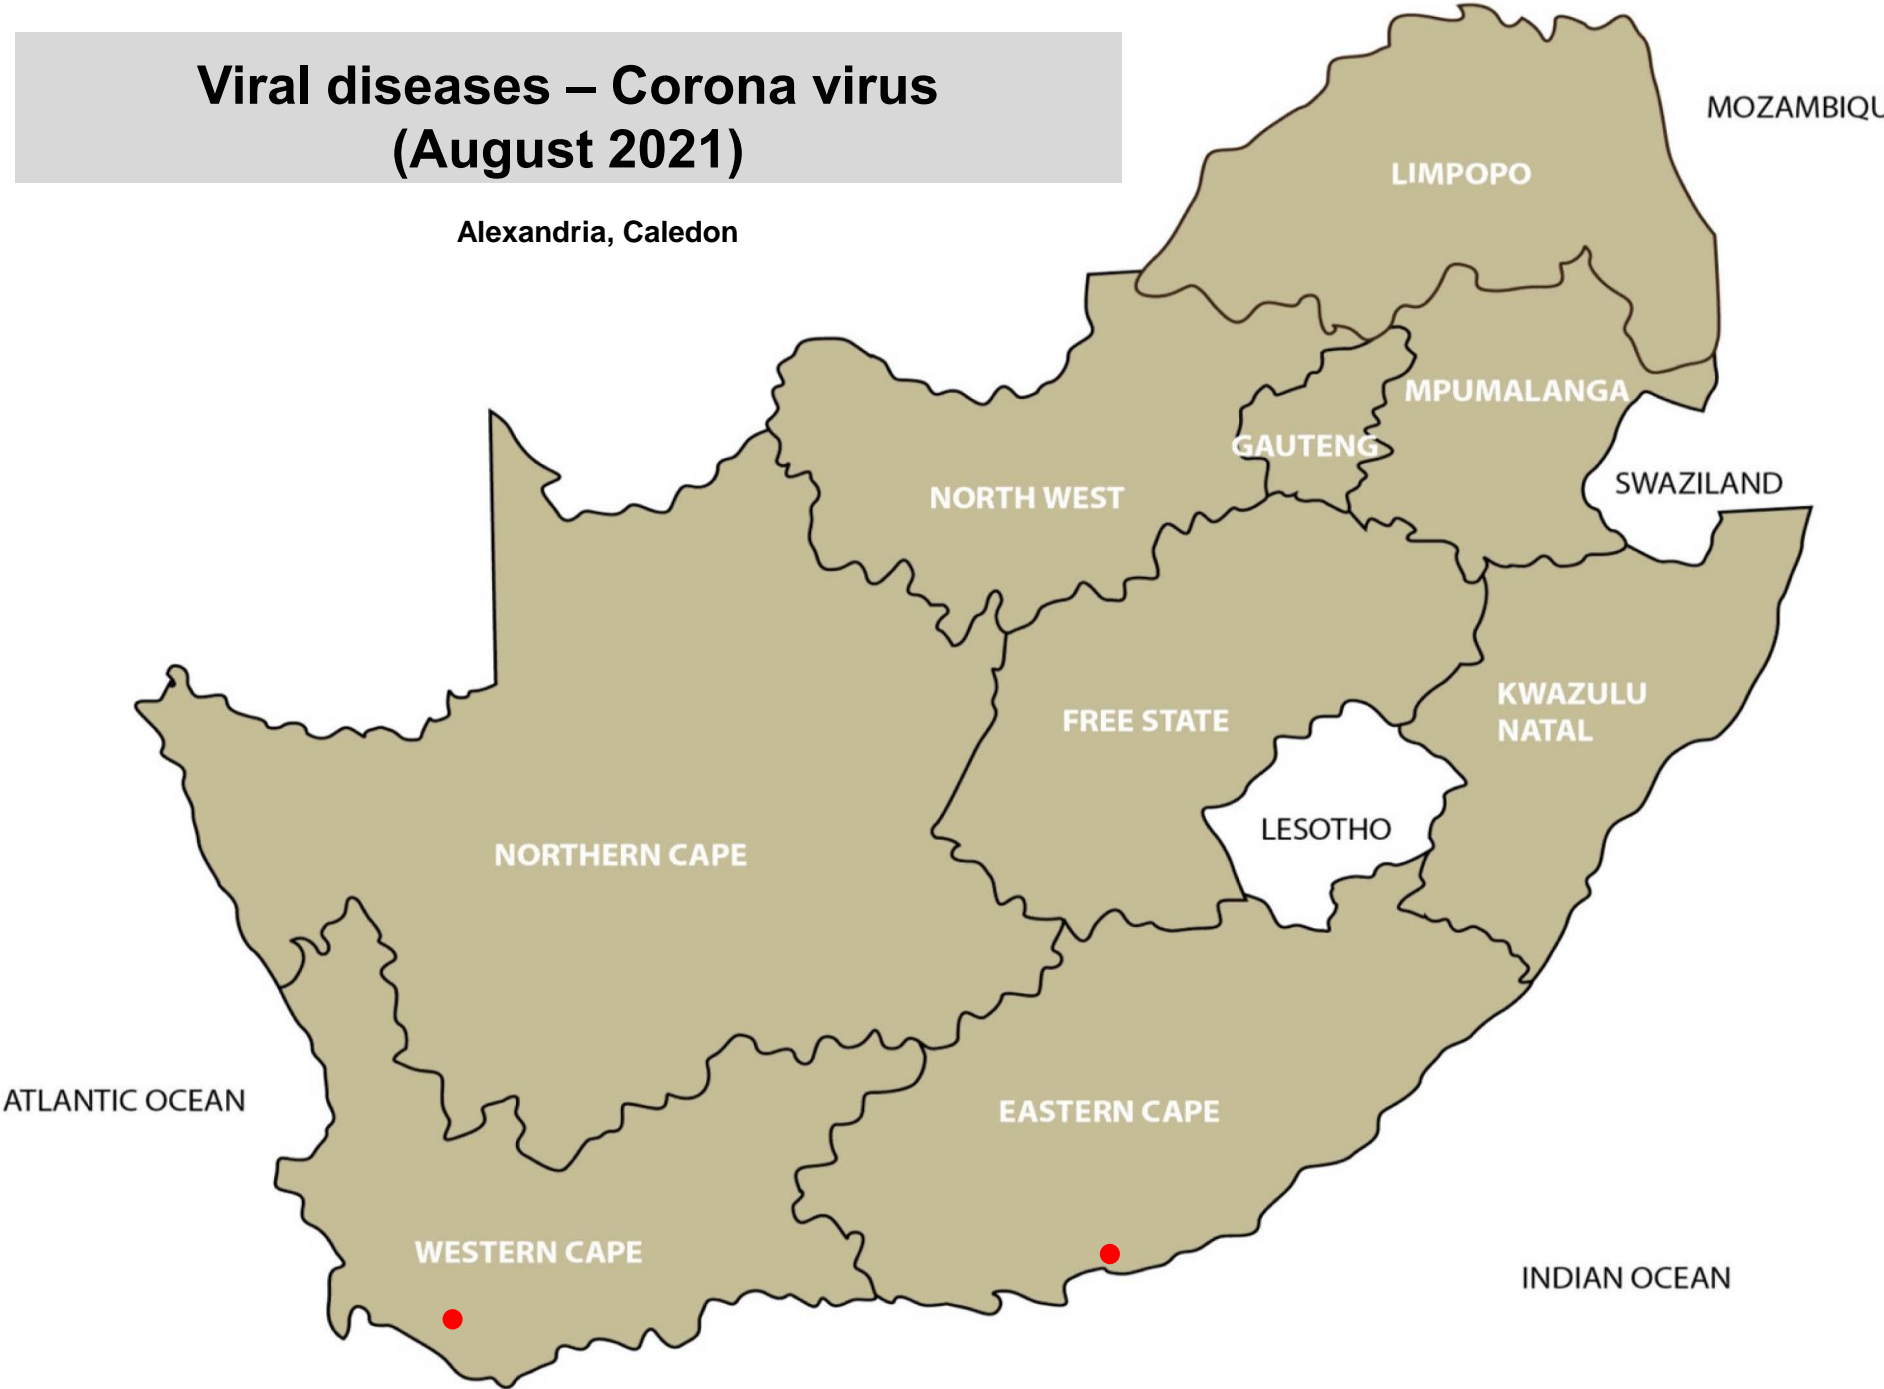 Viral diseases – Corona virus
(August 2021)
MOZAMBIQU
LIMPOPO
Alexandria, Caledon
MPUMALANGA
GAUTENG
SWAZILAND
NORTH WEST
KWAZULU
NATAL
FREE STATE
LESOTHO
NORTHERN CAPE
ATLANTIC OCEAN
EASTERN CAPE
WESTERN CAPE
INDIAN OCEAN